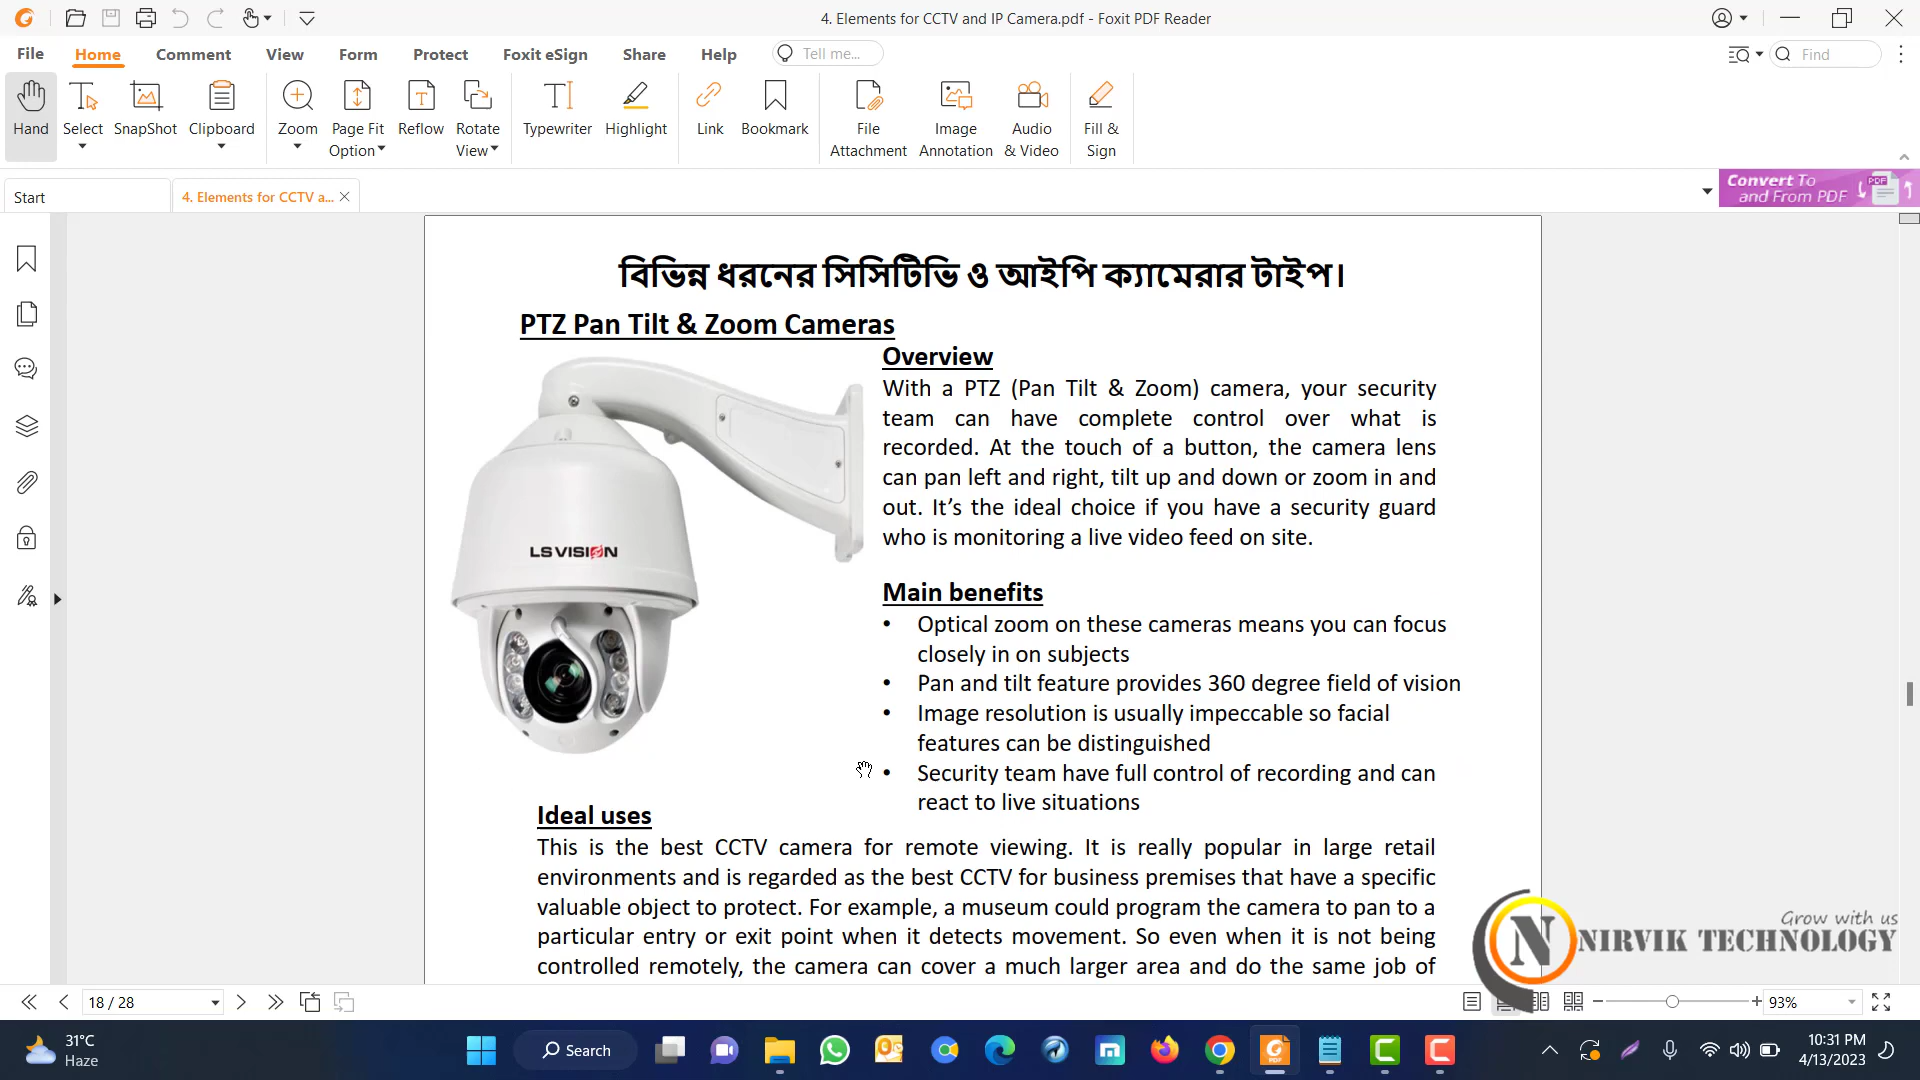 4. Elements for CCTV and IP Camera.pdf - Foxit PDF Reader
File Home Comment View Form Protect Foxit eSign Share Help Tell me... Find
Hand Select SnapShot Clipboard Zoom Page Fit Option Reflow Rotate View Typewriter Highlight Link Bookmark File Attachment Image Annotation Audio & Video Fill & Sign
Start 4. Elements for CCTV a...
Convert To
and From PDF
PDF
বিভিন্ন ধরনের সিসিটিভি ও আইপি ক্যামেরার টাইপ।
PTZ Pan Tilt & Zoom Cameras
LS VISION
Overview
With a PTZ (Pan Tilt & Zoom) camera, your security
team can have complete control over what is
recorded. At the touch of a button, the camera lens
can pan left and right, tilt up and down or zoom in and
out. It’s the ideal choice if you have a security guard
who is monitoring a live video feed on site.
Main benefits
• Optical zoom on these cameras means you can focus
closely in on subjects
• Pan and tilt feature provides 360 degree field of vision
• Image resolution is usually impeccable so facial
features can be distinguished
• Security team have full control of recording and can
react to live situations
Ideal uses
This is the best CCTV camera for remote viewing. It is really popular in large retail
environments and is regarded as the best CCTV for business premises that have a specific
valuable object to protect. For example, a museum could program the camera to pan to a
particular entry or exit point when it detects movement. So even when it is not being
controlled remotely, the camera can cover a much larger area and do the same job of
Grow with us
N NIRVIK TECHNOLOGY
18 / 28 93%
31°C
Haze
Search
10:31 PM
4/13/2023